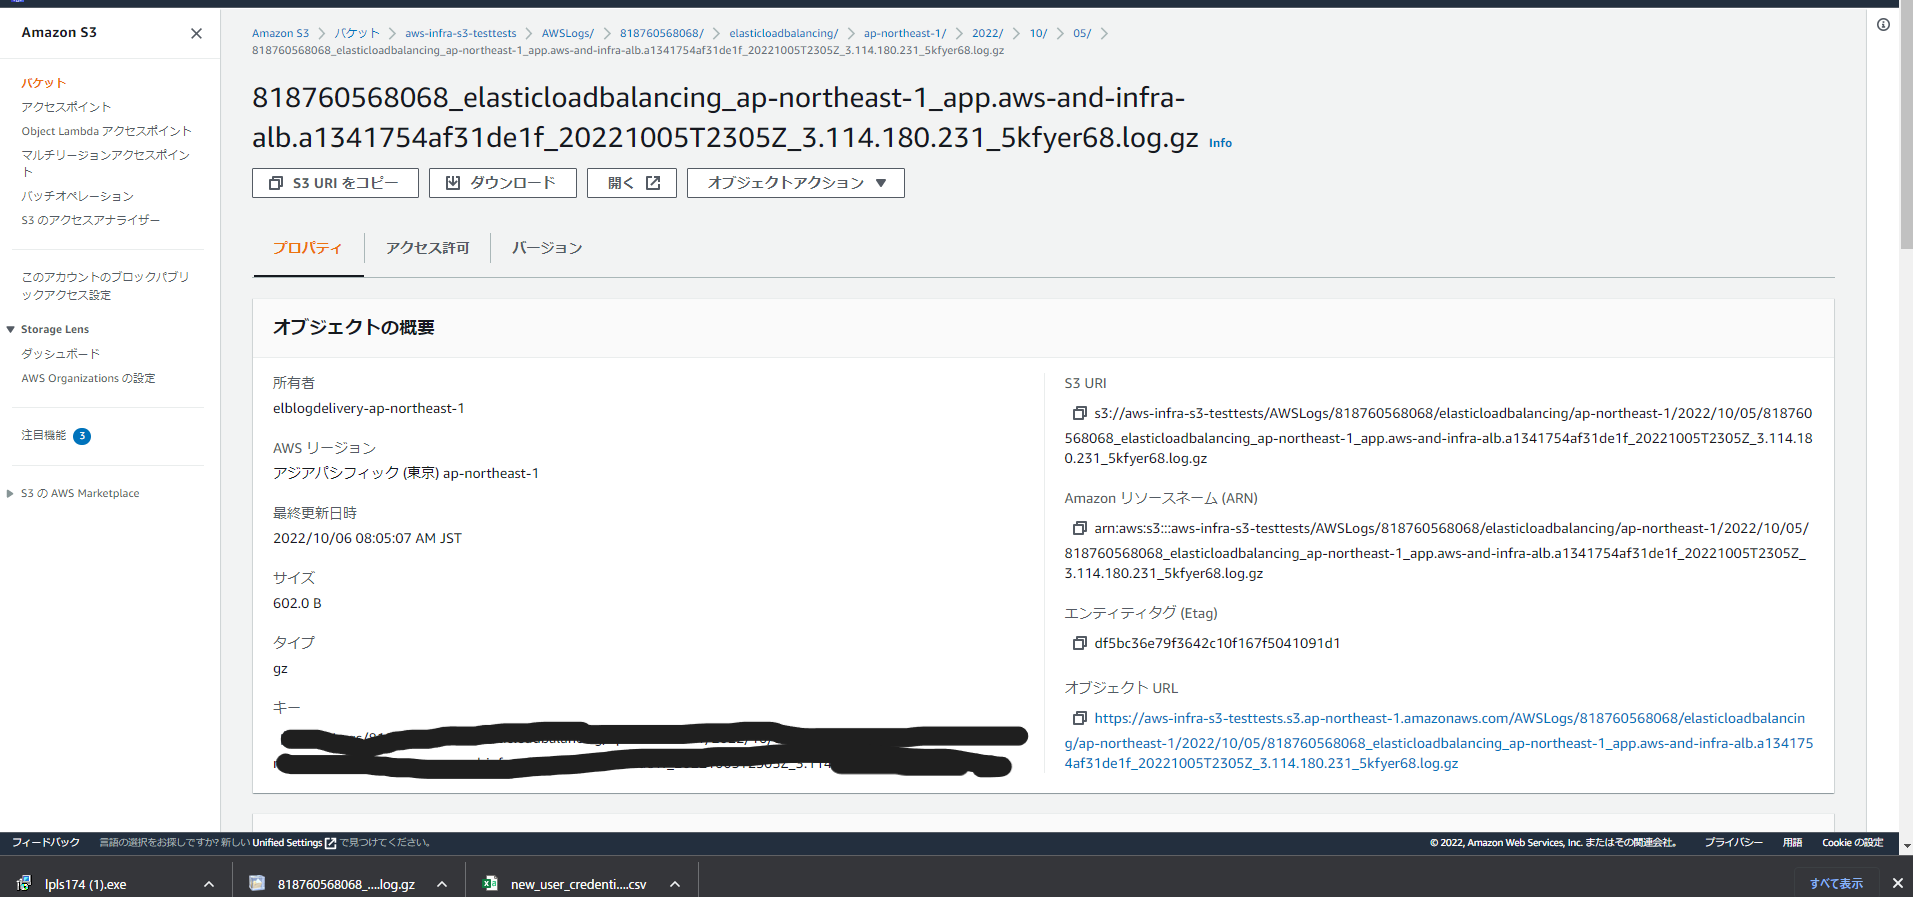 Amazon S3
バケット
アクセスポイント
Object Lambda アクセスポイント
マルチリージョンアクセスポイン
ト
バッチオペレーション
S3 のアクセスアナライザー
このアカウントのブロックパブリ
ックアクセス設定
Storage Lens
ダッシュボード
AWS Organizations の設定
注目機能 3
S3 の AWS Marketplace
Amazon S3 バケット aws-infra-s3-testtests AWSLogs/ 818760568068/ elasticloadbalancing/ ap-northeast-1/ 2022/ 10/ 05/
818760568068_elasticloadbalancing_ap-northeast-1_app.aws-and-infra-alb.a1341754af31de1f_20221005T2305Z_3.114.180.231_5kfyer68.log.gz
818760568068_elasticloadbalancing_ap-northeast-1_app.aws-and-infra-
alb.a1341754af31de1f_20221005T2305Z_3.114.180.231_5kfyer68.log.gz Info
S3 URI をコピー ダウンロード 開く オブジェクトアクション
プロパティ アクセス許可 バージョン
オブジェクトの概要
所有者
elblogdelivery-ap-northeast-1
AWS リージョン
アジアパシフィック (東京) ap-northeast-1
最終更新日時
2022/10/06 08:05:07 AM JST
サイズ
602.0 B
タイプ
gz
キー
S3 URI
s3://aws-infra-s3-testtests/AWSLogs/818760568068/elasticloadbalancing/ap-northeast-1/2022/10/05/818760
568068_elasticloadbalancing_ap-northeast-1_app.aws-and-infra-alb.a1341754af31de1f_20221005T2305Z_3.114.18
0.231_5kfyer68.log.gz
Amazon リソースネーム (ARN)
arn:aws:s3:::aws-infra-s3-testtests/AWSLogs/818760568068/elasticloadbalancing/ap-northeast-1/2022/10/05/
818760568068_elasticloadbalancing_ap-northeast-1_app.aws-and-infra-alb.a1341754af31de1f_20221005T2305Z_
3.114.180.231_5kfyer68.log.gz
エンティティタグ (Etag)
df5bc36e79f3642c10f167f5041091d1
オブジェクト URL
https://aws-infra-s3-testtests.s3.ap-northeast-1.amazonaws.com/AWSLogs/818760568068/elasticloadbalancin
g/ap-northeast-1/2022/10/05/818760568068_elasticloadbalancing_ap-northeast-1_app.aws-and-infra-alb.a134175
4af31de1f_20221005T2305Z_3.114.180.231_5kfyer68.log.gz
フィードバック 言語の選択をお探しですか? 新しい Unified Settings で見つけてください。 © 2022, Amazon Web Services, Inc. またはその関連会社。 プライバシー 用語 Cookie の設定
lpls174 (1).exe 818760568068_....log.gz new_user_credenti....csv すべて表示